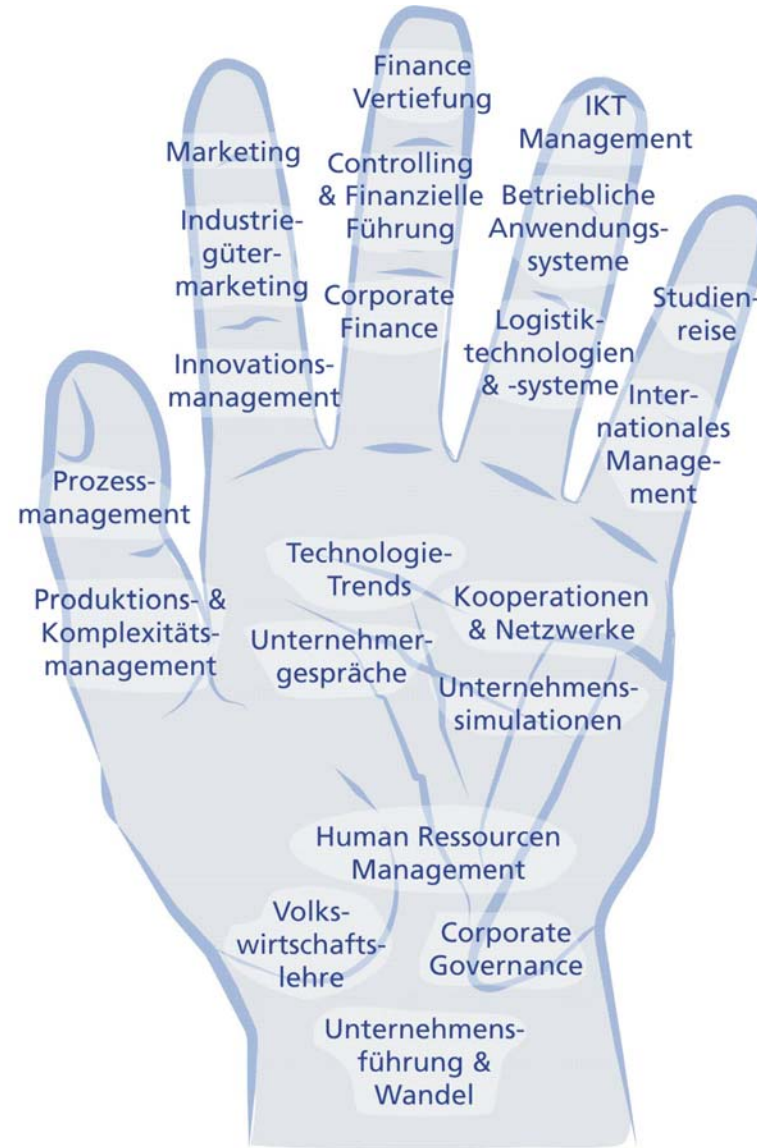 Finance
Vertiefung
IKT
Management
Marketing
Controlling
& Finanzielle
Führung
Betriebliche
Anwendungs-
systeme
Industrie-
güter-
marketing
Corporate
Finance
Studien-
reise
Logistik-
technologien
& -systeme
Innovations-
management
Inter-
nationales
Manage-
ment
Prozess-
management
Technologie-
Trends
Produktions- &
Komplexitäts-
management
Kooperationen
& Netzwerke
Unternehmer-
gespräche
Unternehmens-
simulationen
Human Ressourcen
Management
Volks-
wirtschafts-
lehre
Corporate
Governance
Unternehmens-
führung &
Wandel